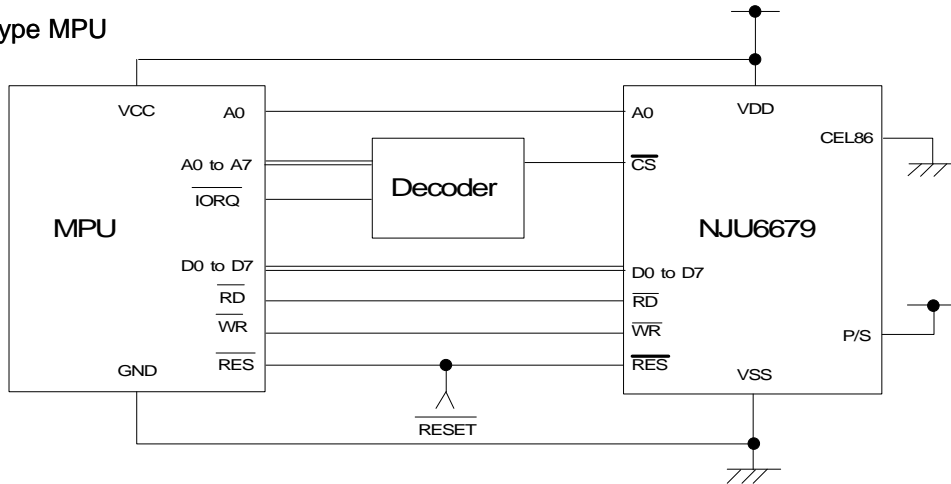 ype MPU
VCC
A0
A0 to A7
IORQ
MPU
D0 to D7
RD
WR
RES
GND
Decoder
RESET
A0
VDD
CEL86
CS
NJU6679
D0 to D7
RD
WR
P/S
RES
VSS